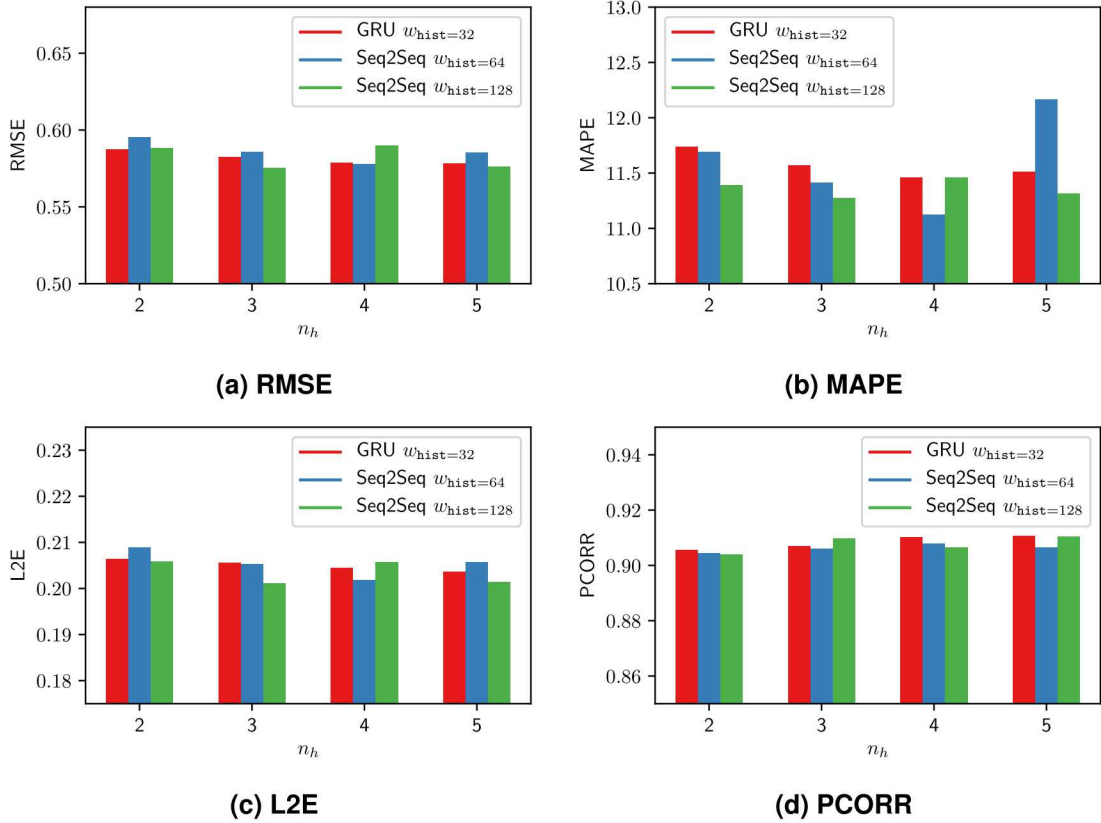 GRU w_hist=32
Seq2Seq w_hist=64
Seq2Seq w_hist=128
RMSE
0.65
0.60
0.55
0.50
2 3 4 5
n_h
(a) RMSE
GRU w_hist=32
Seq2Seq w_hist=64
Seq2Seq w_hist=128
MAPE
13.0
12.5
12.0
11.5
11.0
10.5
2 3 4 5
n_h
(b) MAPE
GRU w_hist=32
Seq2Seq w_hist=64
Seq2Seq w_hist=128
L2E
0.23
0.22
0.21
0.20
0.19
0.18
2 3 4 5
n_h
(c) L2E
GRU w_hist=32
Seq2Seq w_hist=64
Seq2Seq w_hist=128
PCORR
0.94
0.92
0.90
0.88
0.86
2 3 4 5
n_h
(d) PCORR